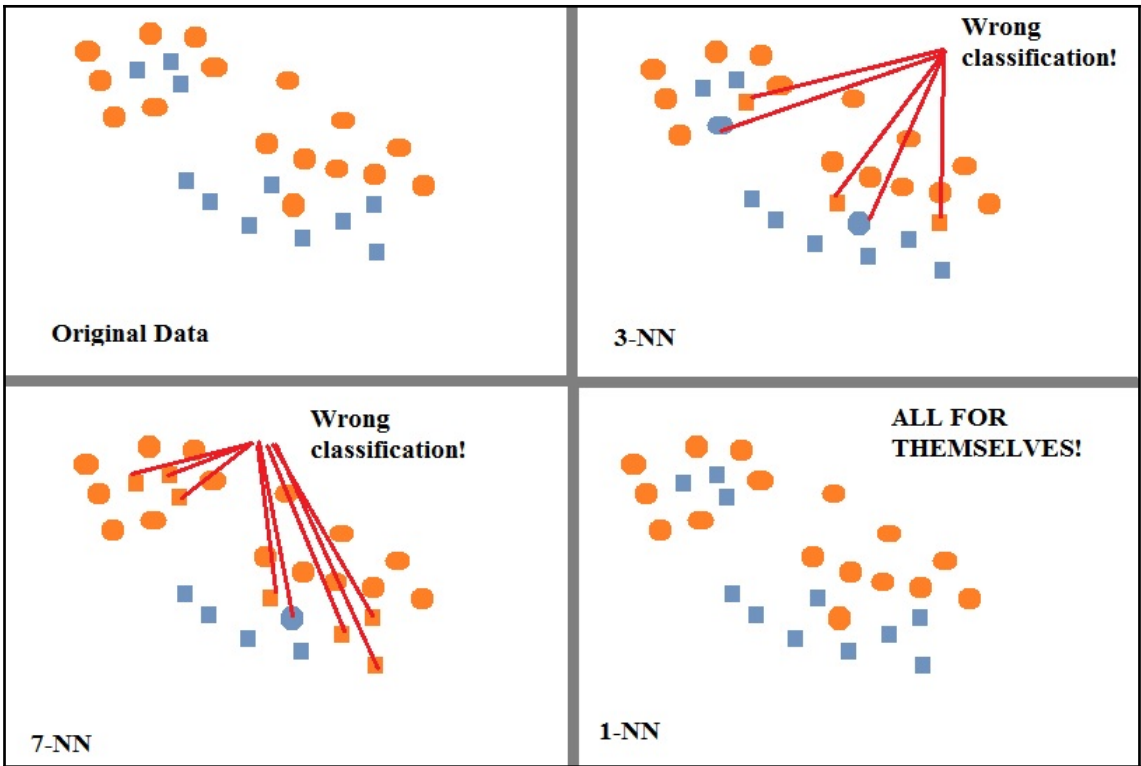 Original Data
Wrong
classification!
3-NN
Wrong
classification!
7-NN
ALL FOR
THEMSELVES!
1-NN